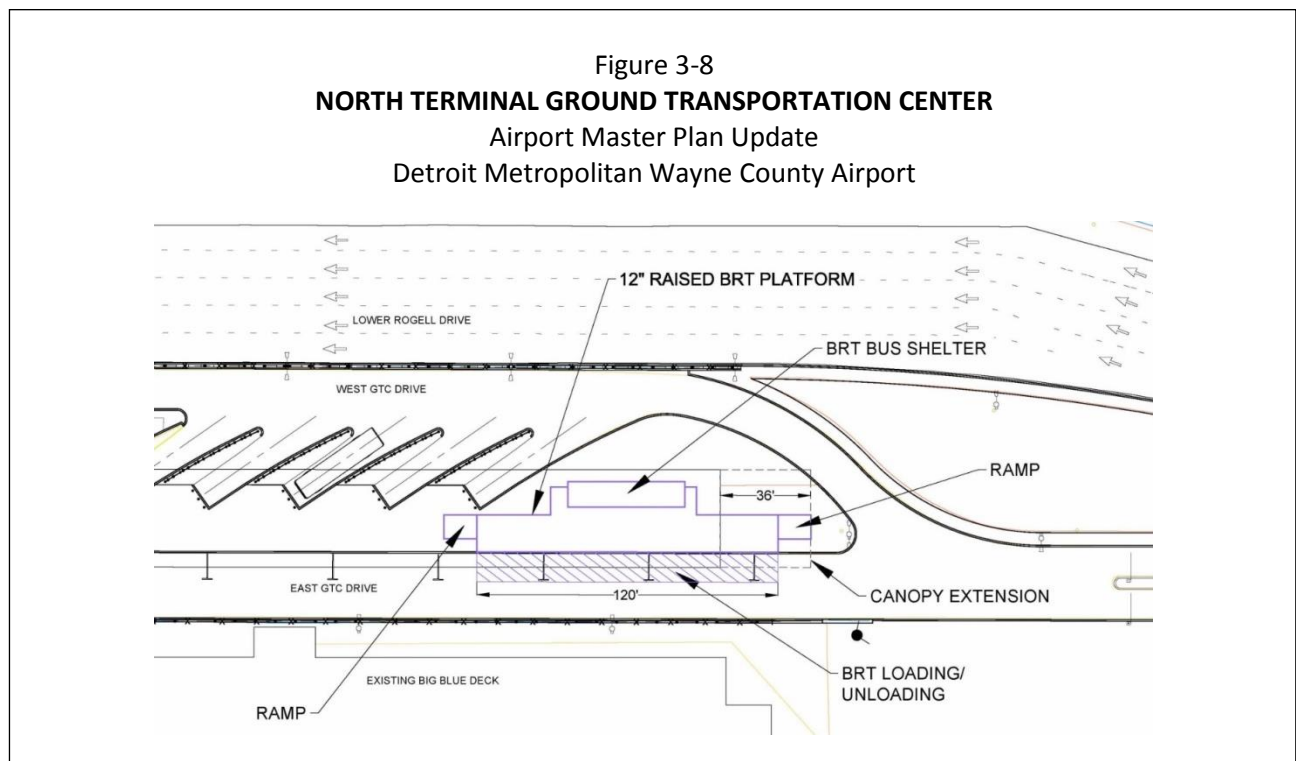 Figure 3-8
NORTH TERMINAL GROUND TRANSPORTATION CENTER
Airport Master Plan Update
Detroit Metropolitan Wayne County Airport
12" RAISED BRT PLATFORM
LOWER ROGELL DRIVE
BRT BUS SHELTER
WEST GTC DRIVE
RAMP
36'
EAST GTC DRIVE
120'
CANOPY EXTENSION
BRT LOADING/
UNLOADING
EXISTING BIG BLUE DECK
RAMP